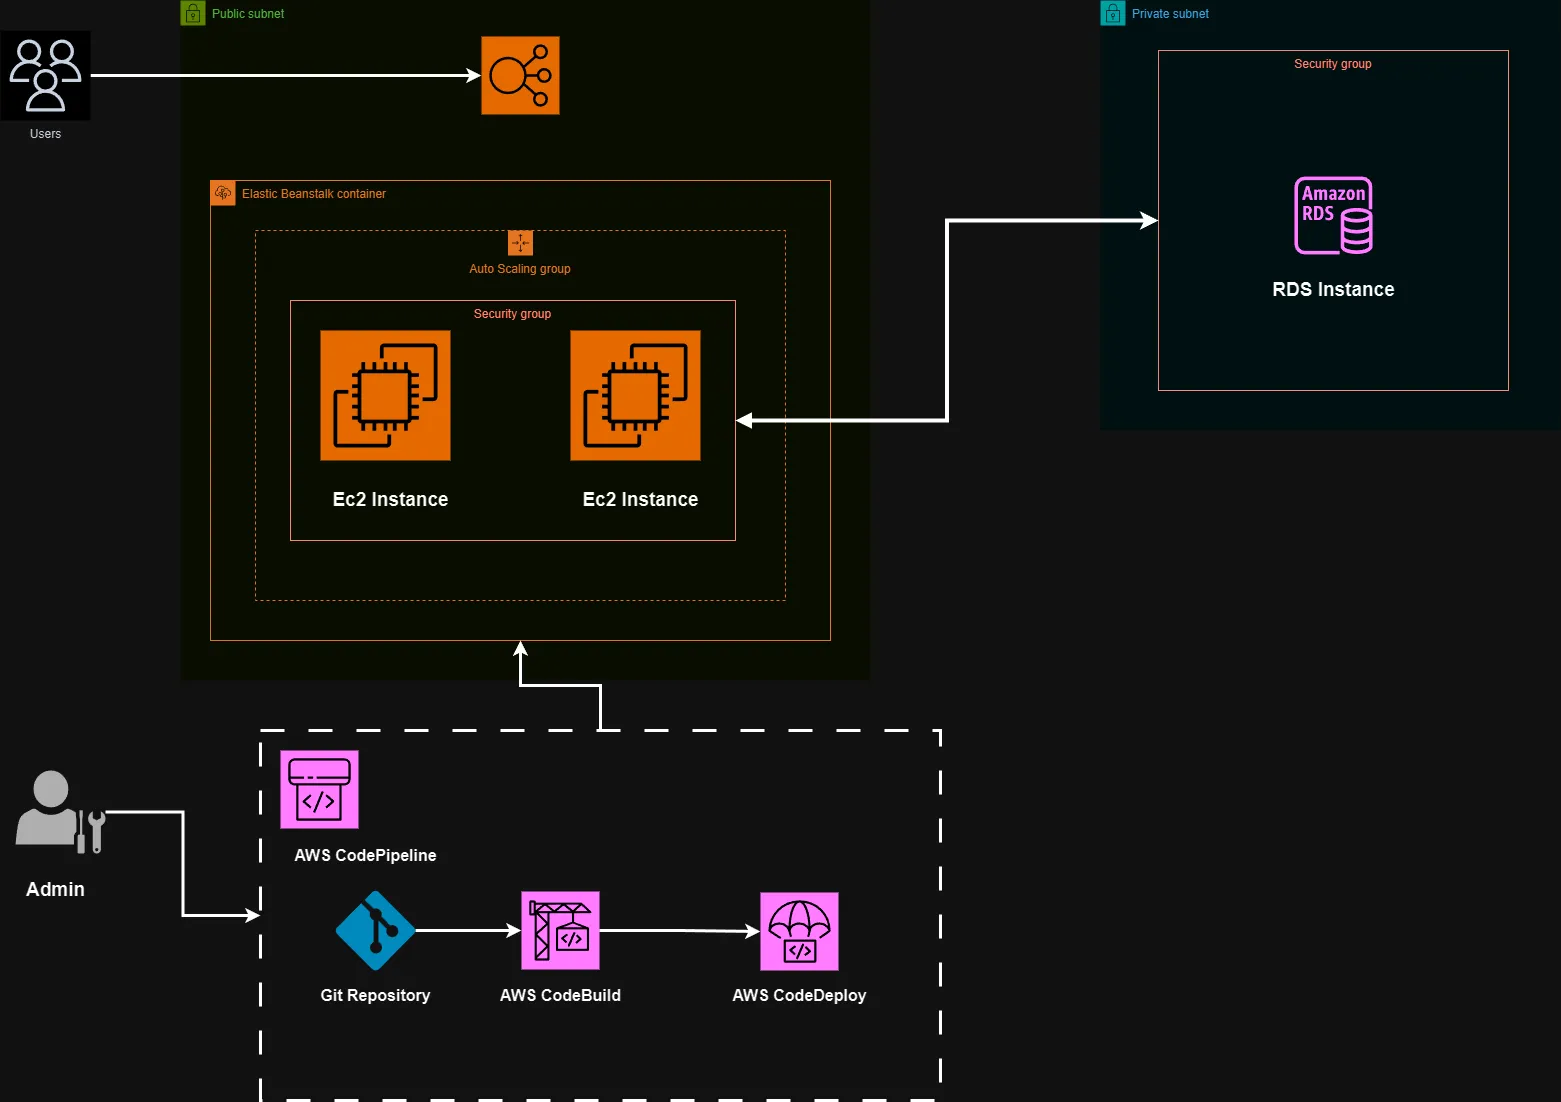 Public subnet
Private subnet
Users
Security group
Elastic Beanstalk container
Amazon
RDS
Auto Scaling group
RDS Instance
Security group
Ec2 Instance
Ec2 Instance
AWS CodePipeline
Admin
Git Repository
AWS CodeBuild
AWS CodeDeploy